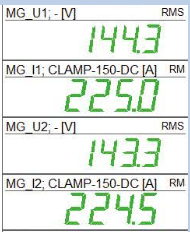 MG_U1; - [V] RMS
144.3
MG_I1; CLAMP-150-DC [A] RM
225.0
MG_U2; - [V] RMS
143.3
MG_I2; CLAMP-150-DC [A] RM
224.5